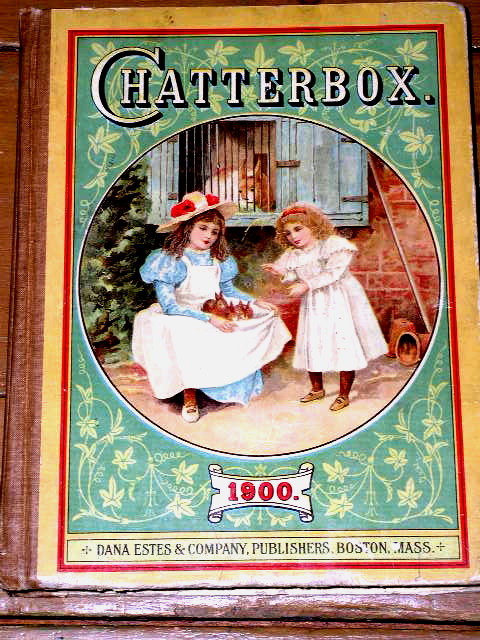 CHATTERBOX.
1900.
DANA ESTES & COMPANY, PUBLISHERS. BOSTON, MASS.